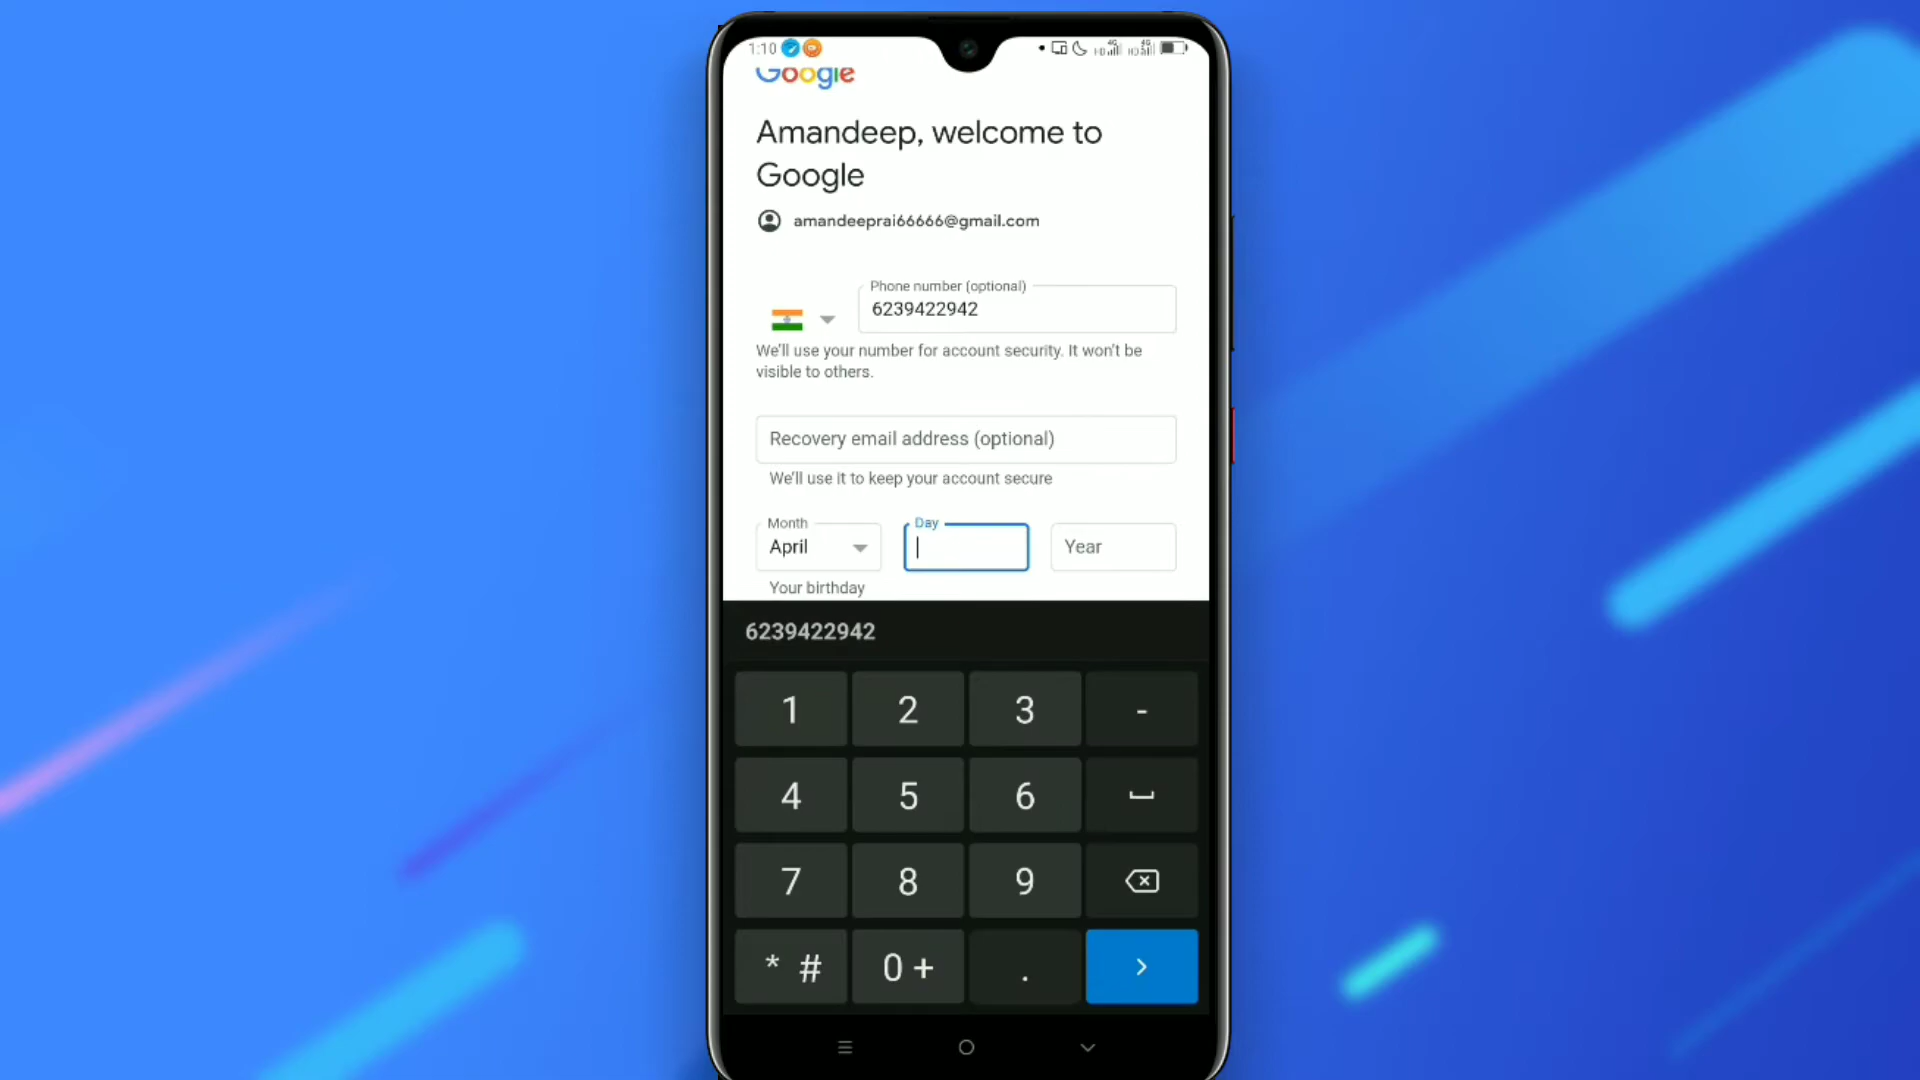 1:10
Google
Amandeep, welcome to
Google
amandeeprai66666@gmail.com
Phone number (optional)
6239422942
We'll use your number for account security. It won't be
visible to others.
Recovery email address (optional)
We'll use it to keep your account secure
Month
April
Day
Year
Your birthday
6239422942
1 2 3 -
4 5 6
7 8 9
* # 0 + .